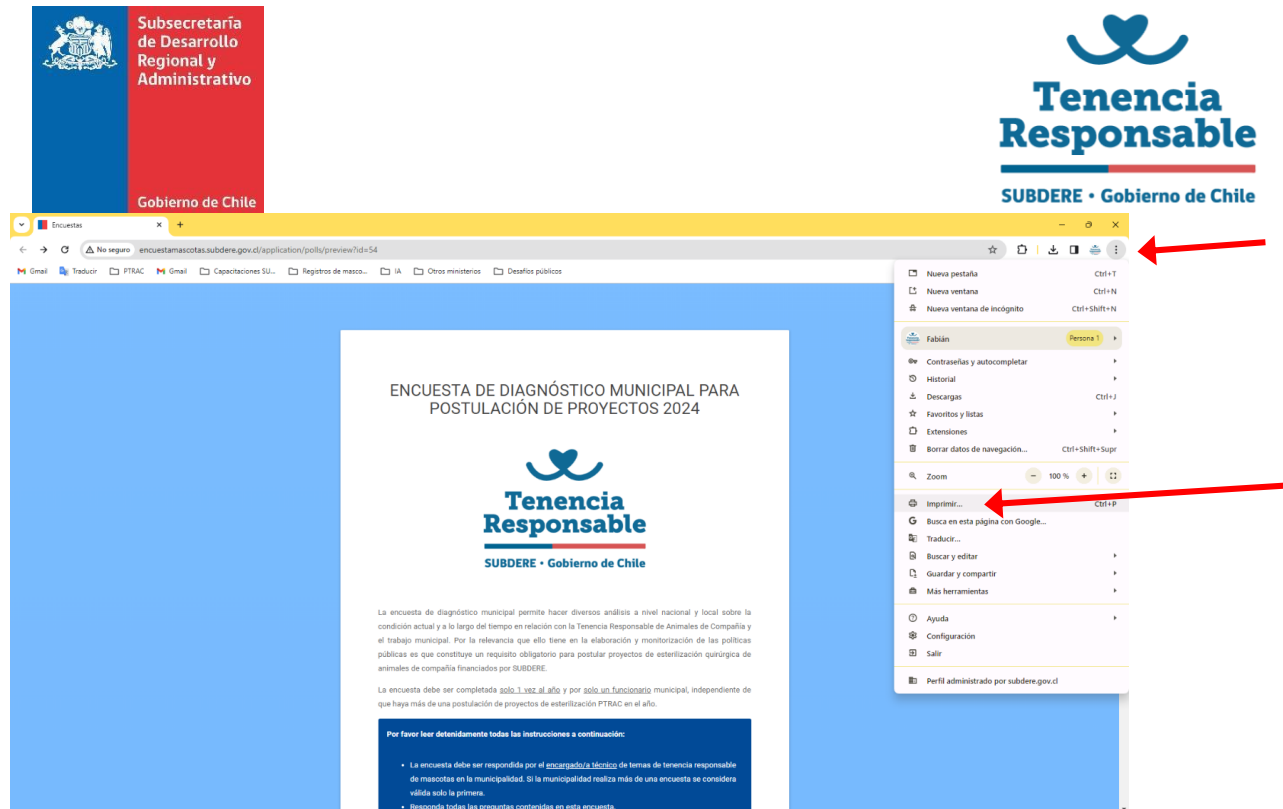 Subsecretaría
de Desarrollo
Regional y
Administrativo
Gobierno de Chile
Tenencia
Responsable
SUBDERE • Gobierno de Chile
Encuestas
No seguro encuestamascotas.subdere.gov.cl/application/polls/preview?id=54
Gmail Traducir PTRAC Gmail Capacitaciones SU... Registros de masco... IA Otros ministerios Desafíos públicos
Nueva pestaña Ctrl+T
Nueva ventana Ctrl+N
Nueva ventana de incógnito Ctrl+Shift+N
Fabián Persona 1
Contraseñas y autocompletar
Historial
Descargas Ctrl+J
Favoritos y listas
Extensiones
Borrar datos de navegación... Ctrl+Shift+Supr
Zoom − 100 % +
Imprimir... Ctrl+P
Busca en esta página con Google...
Traducir...
Buscar y editar
Guardar y compartir
Más herramientas
Ayuda
Configuración
Salir
Perfil administrado por subdere.gov.cl
ENCUESTA DE DIAGNÓSTICO MUNICIPAL PARA
POSTULACIÓN DE PROYECTOS 2024
Tenencia
Responsable
SUBDERE • Gobierno de Chile
La encuesta de diagnóstico municipal permite hacer diversos análisis a nivel nacional y local sobre la
condición actual y a lo largo del tiempo en relación con la Tenencia Responsable de Animales de Compañía y
el trabajo municipal. Por la relevancia que ello tiene en la elaboración y monitorización de las políticas
públicas es que constituye un requisito obligatorio para postular proyectos de esterilización quirúrgica de
animales de compañía financiados por SUBDERE.
La encuesta debe ser completada solo 1 vez al año y por solo un funcionario municipal, independiente de
que haya más de una postulación de proyectos de esterilización PTRAC en el año.
Por favor leer detenidamente todas las instrucciones a continuación:
• La encuesta debe ser respondida por el encargado/a técnico de temas de tenencia responsable
de mascotas en la municipalidad. Si la municipalidad realiza más de una encuesta se considera
válida solo la primera.
• Responda todas las preguntas contenidas en esta encuesta.